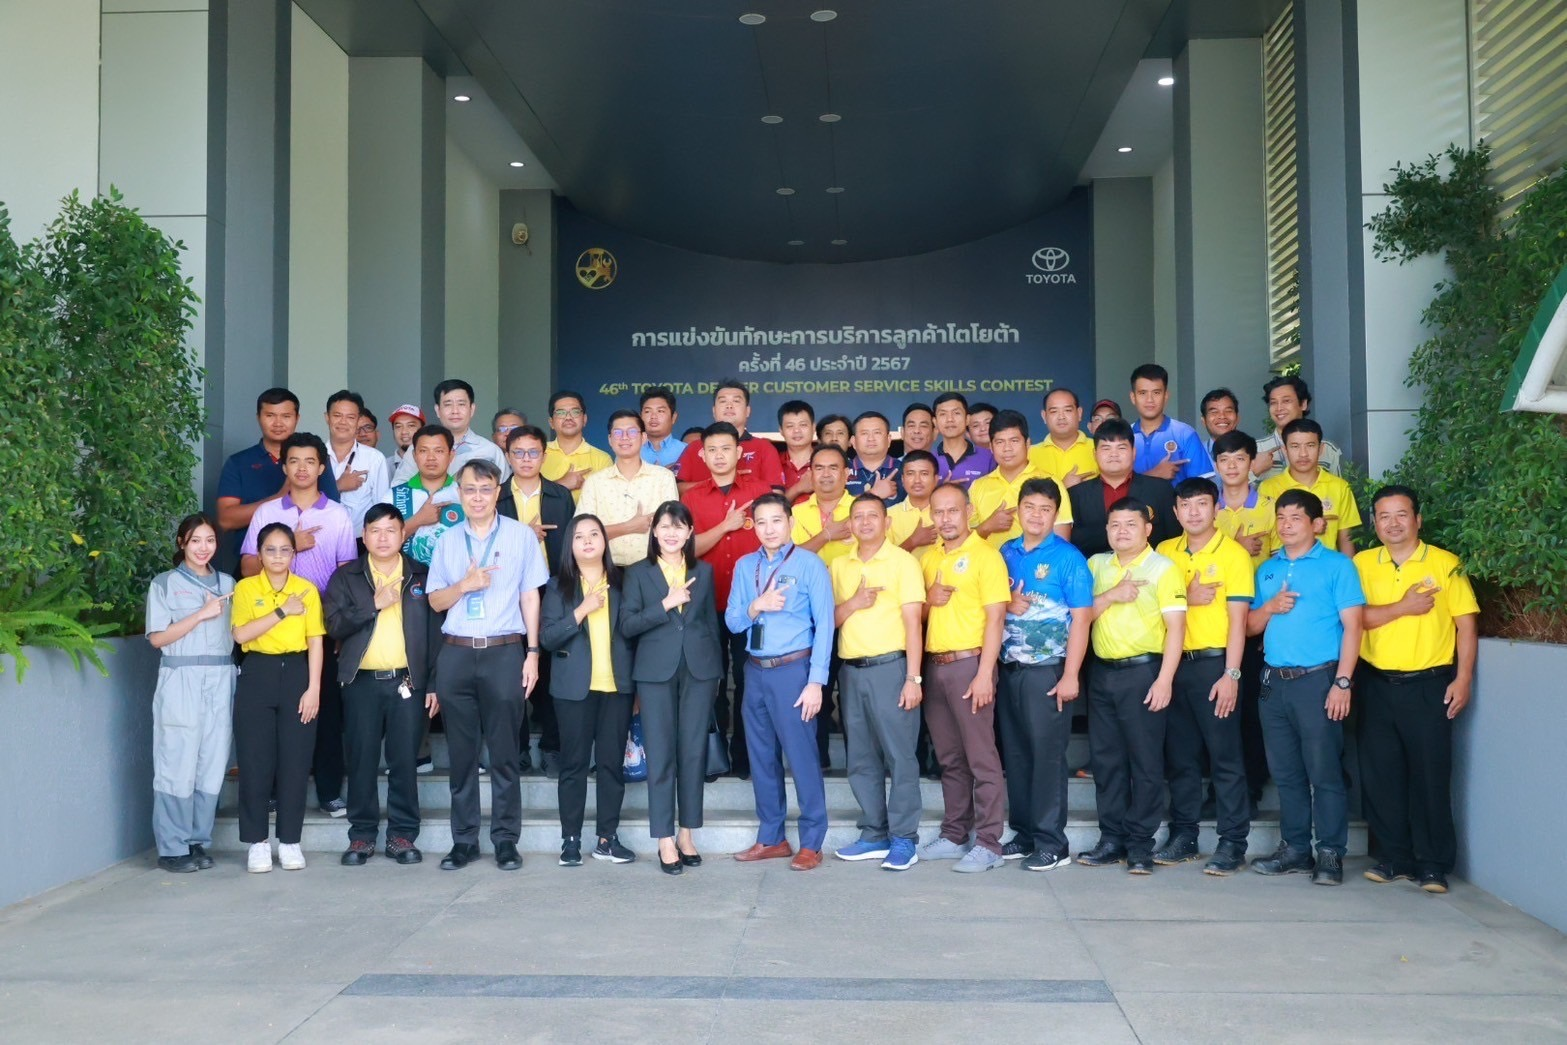 TOYOTA
การแข่งขันทักษะการบริการลูกค้าโตโยต้า
ครั้งที่ 46 ประจำปี 2567
46th TOYOTA DEALER CUSTOMER SERVICE SKILLS CONTEST